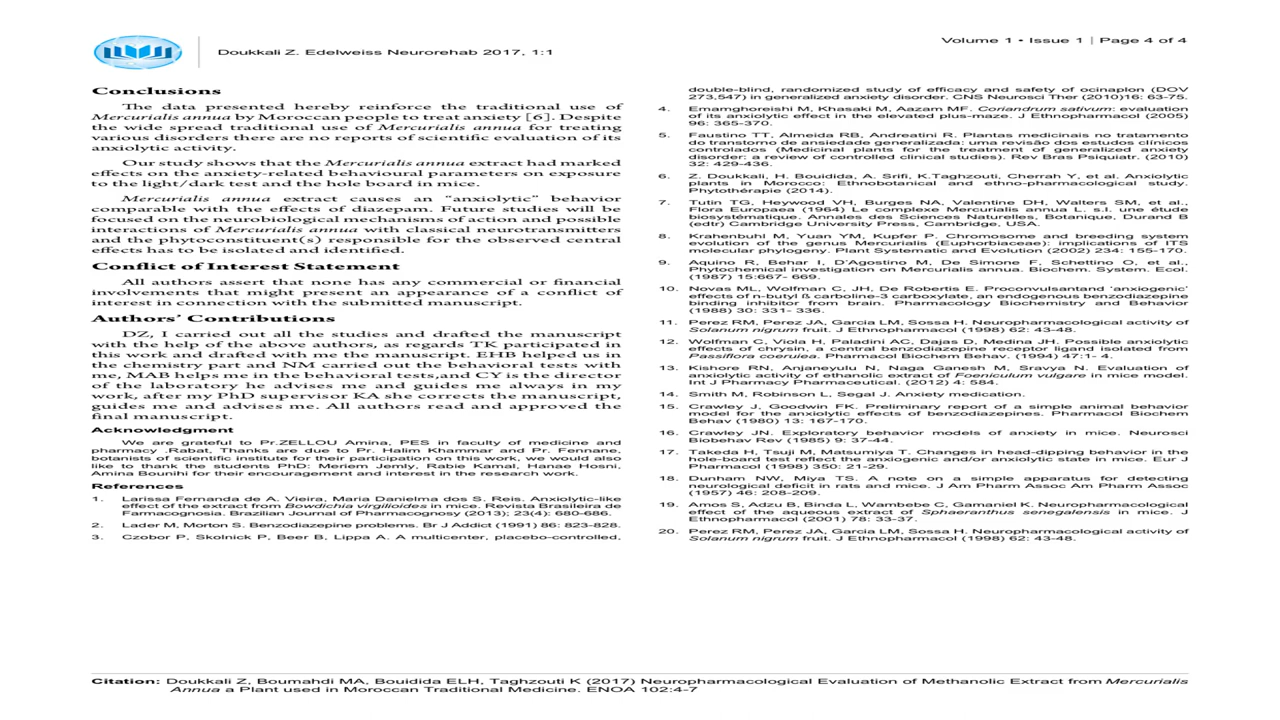 Doukkali Z. Edelweiss Neurorehab 2017, 1:1
Volume 1 • Issue 1 | Page 4 of 4
Conclusions
The data presented hereby reinforce the traditional use of
Mercurialis annua by Moroccan people to treat anxiety [6]. Despite
the wide spread traditional use of Mercurialis annua for treating
various disorders there are no reports of scientific evaluation of its
anxiolytic activity.
Our study shows that the Mercurialis annua extract had marked
effects on the anxiety-related behavioural parameters on exposure
to the light/dark test and the hole board in mice.
Mercurialis annua extract causes an "anxiolytic" behavior
comparable with the effects of diazepam. Future studies will be
focused on the neurobiological mechanisms of action and possible
interactions of Mercurialis annua with classical neurotransmitters
and the phytoconstituent(s) responsible for the observed central
effects has to be isolated and identified.
Conflict of Interest Statement
All authors assert that none has any commercial or financial
involvements that might present an appearance of a conflict of
interest in connection with the submitted manuscript.
Authors' Contributions
DZ, I carried out all the studies and drafted the manuscript
with the help of the above authors, as regards TK participated in
this work and drafted with me the manuscript. EHB helped us in
the chemistry part and NM carried out the behavioral tests with
me, MAB helps me in the behavioral tests,and CY is the director
of the laboratory he advises me and guides me always in my
work, after my PhD supervisor KA she corrects the manuscript,
guides me and advises me. All authors read and approved the
final manuscript.
Acknowledgment
We are grateful to Pr.ZELLOU Amina, PES in faculty of medicine and
pharmacy .Rabat, Thanks are due to Pr. Halim Khammar and Pr. Fennane,
botanists of scientific institute for their participation on this work, we would also
like to thank the students PhD: Meriem Jemly, Rabie Kamal, Hanae Hosni,
Amina Bounihi for their encouragement and interest in the research work.
References
1. Larissa Fernanda de A. Vieira, Maria Danielma dos S. Reis. Anxiolytic-like
effect of the extract from Bowdichia virgilioides in mice. Revista Brasileira de
Farmacognosia. Brazilian Journal of Pharmacognosy (2013); 23(4): 680-686.
2. Lader M, Morton S. Benzodiazepine problems. Br J Addict (1991) 86: 823-828.
3. Czobor P, Skolnick P, Beer B, Lippa A. A multicenter, placebo-controlled,
double-blind, randomized study of efficacy and safety of ocinaplon (DOV
273,547) in generalized anxiety disorder. CNS Neurosci Ther (2010)16: 63-75.
4. Emamghoreishi M, Khasaki M, Aazam MF. Coriandrum sativum: evaluation
of its anxiolytic effect in the elevated plus-maze. J Ethnopharmacol (2005)
96: 365-370.
5. Faustino TT, Almeida RB, Andreatini R. Plantas medicinais no tratamento
do transtorno de ansiedade generalizada: uma revisão dos estudos clínicos
controlados (Medicinal plants for the treatment of generalized anxiety
disorder: a review of controlled clinical studies). Rev Bras Psiquiatr. (2010)
32: 429-436.
6. Z. Doukkali, H. Bouidida, A. Srifi, K.Taghzouti, Cherrah Y, et al. Anxiolytic
plants in Morocco: Ethnobotanical and ethno-pharmacological study.
Phytothérapie (2014).
7. Tutin TG, Heywood VH, Burges NA, Valentine DH, Walters SM, et al.,
Flora Europaea (1964) Le complexe Mercurialis annua L. s.l. une étude
biosystématique. Annales des Sciences Naturelles, Botanique, Durand B
(edtr) Cambridge University Press, Cambridge, USA.
8. Krahenbuhl M, Yuan YM, Kupfer P. Chromosome and breeding system
evolution of the genus Mercurialis (Euphorbiaceae): implications of ITS
molecular phylogeny. Plant Systematic and Evolution (2002) 234: 155-170.
9. Aquino R, Behar I, D'Agostino M, De Simone F, Schettino O, et al.,
Phytochemical investigation on Mercurialis annua. Biochem. System. Ecol.
(1987) 15:667- 669.
10. Novas ML, Wolfman C, JH, De Robertis E. Proconvulsantand 'anxiogenic'
effects of n-butyl ß carboline-3 carboxylate, an endogenous benzodiazepine
binding inhibitor from brain. Pharmacology Biochemistry and Behavior
(1988) 30: 331- 336.
11. Perez RM, Perez JA, Garcia LM, Sossa H. Neuropharmacological activity of
Solanum nigrum fruit. J Ethnopharmacol (1998) 62: 43-48.
12. Wolfman C, Viola H, Paladini AC, Dajas D, Medina JH. Possible anxiolytic
effects of chrysin, a central benzodiazepine receptor ligand isolated from
Passiflora coeruiea. Pharmacol Biochem Behav. (1994) 47:1- 4.
13. Kishore RN, Anjaneyulu N, Naga Ganesh M, Sravya N. Evaluation of
anxiolytic activity of ethanolic extract of Foeniculum vulgare in mice model.
Int J Pharmacy Pharmaceutical. (2012) 4: 584.
14. Smith M, Robinson L, Segal J. Anxiety medication.
15. Crawley J, Goodwin FK. Preliminary report of a simple animal behavior
model for the anxiolytic effects of benzodiazepines. Pharmacol Biochem
Behav (1980) 13: 167-170.
16. Crawley JN. Exploratory behavior models of anxiety in mice. Neurosci
Biobehav Rev (1985) 9: 37-44.
17. Takeda H, Tsuji M, Matsumiya T. Changes in head-dipping behavior in the
hole-board test reflect the anxiogenic and/or anxiolytic state in mice. Eur J
Pharmacol (1998) 350: 21-29.
18. Dunham NW, Miya TS. A note on a simple apparatus for detecting
neurological deficit in rats and mice. J Am Pharm Assoc Am Pharm Assoc
(1957) 46: 208-209.
19. Amos S, Adzu B, Binda L, Wambebe C, Gamaniel K. Neuropharmacological
effect of the aqueous extract of Sphaeranthus senegalensis in mice. J
Ethnopharmacol (2001) 78: 33-37.
20. Perez RM, Perez JA, Garcia LM, Sossa H. Neuropharmacological activity of
Solanum nigrum fruit. J Ethnopharmacol (1998) 62: 43-48.
Citation: Doukkali Z, Boumahdi MA, Bouidida ELH, Taghzouti K (2017) Neuropharmacological Evaluation of Methanolic Extract from Mercurialis
Annua a Plant used in Moroccan Traditional Medicine. ENOA 102:4-7